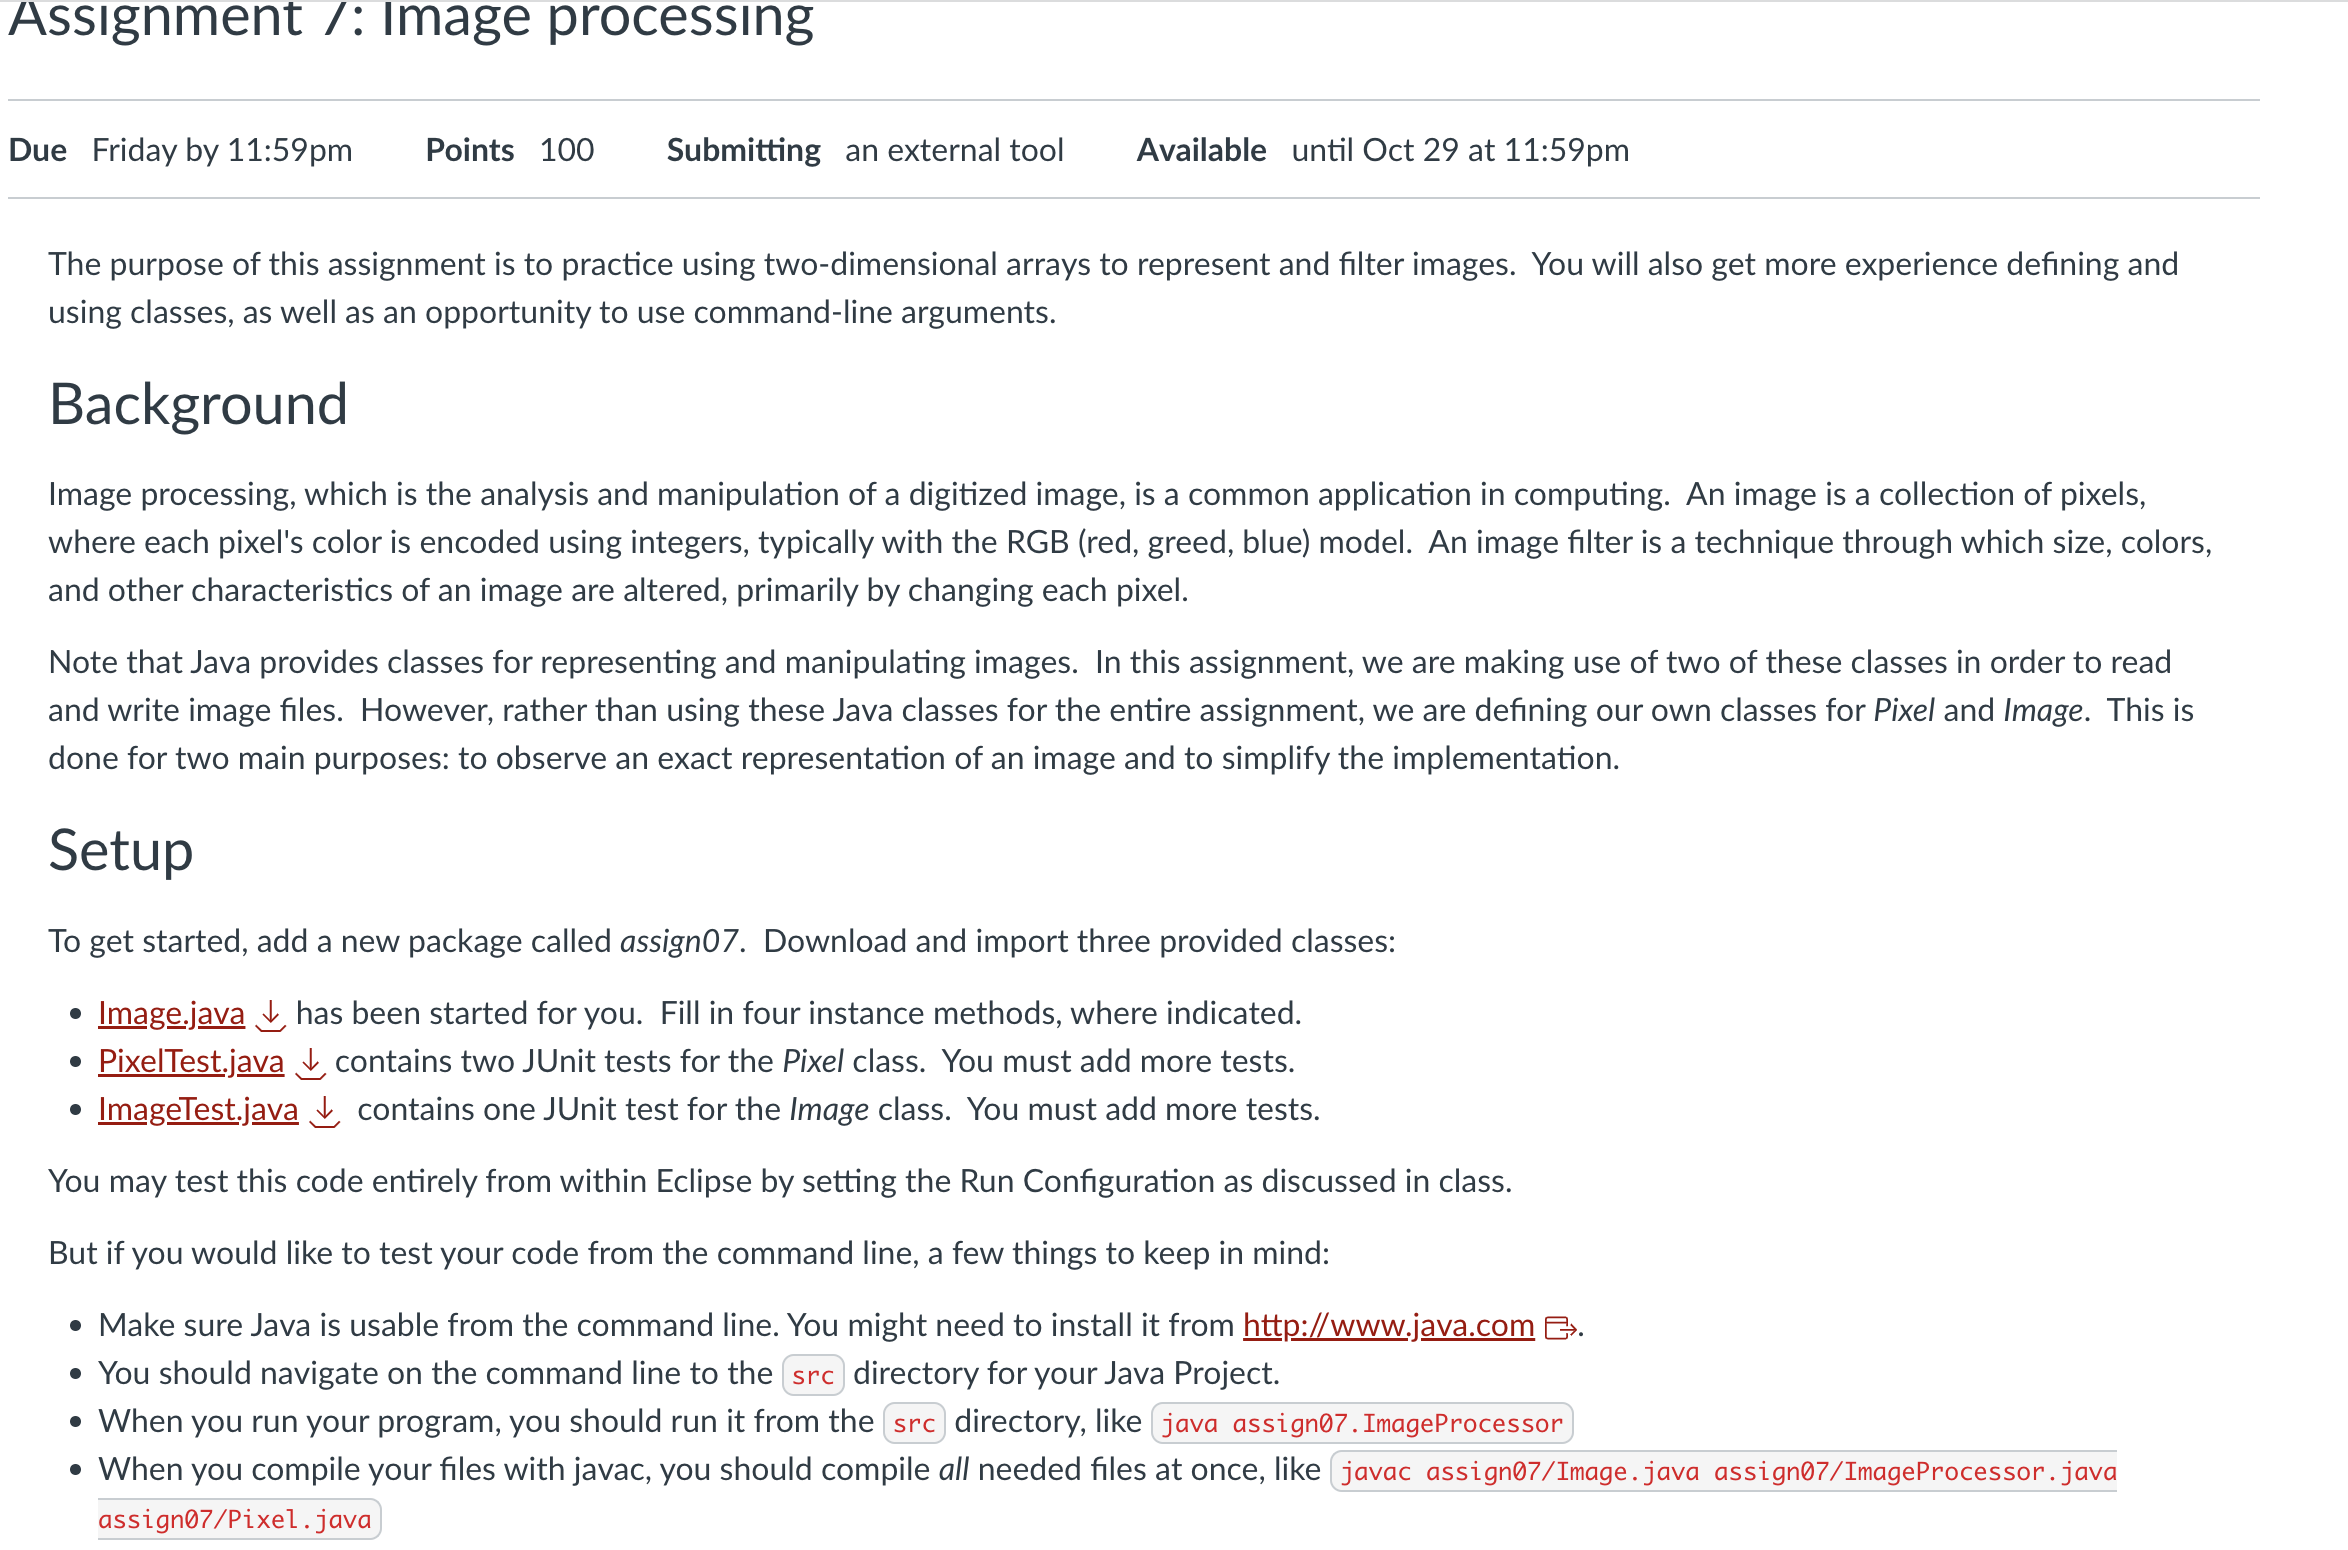 Assignment 7: Image processing
Due Friday by 11:59pm Points 100 Submitting an external tool Available until Oct 29 at 11:59pm
The purpose of this assignment is to practice using two-dimensional arrays to represent and filter images. You will also get more experience defining and
using classes, as well as an opportunity to use command-line arguments.
Background
Image processing, which is the analysis and manipulation of a digitized image, is a common application in computing. An image is a collection of pixels,
where each pixel's color is encoded using integers, typically with the RGB (red, greed, blue) model. An image filter is a technique through which size, colors,
and other characteristics of an image are altered, primarily by changing each pixel.
Note that Java provides classes for representing and manipulating images. In this assignment, we are making use of two of these classes in order to read
and write image files. However, rather than using these Java classes for the entire assignment, we are defining our own classes for Pixel and Image. This is
done for two main purposes: to observe an exact representation of an image and to simplify the implementation.
Setup
To get started, add a new package called assign07. Download and import three provided classes:
• Image.java has been started for you. Fill in four instance methods, where indicated.
• PixelTest.java contains two JUnit tests for the Pixel class. You must add more tests.
• ImageTest.java contains one JUnit test for the Image class. You must add more tests.
You may test this code entirely from within Eclipse by setting the Run Configuration as discussed in class.
But if you would like to test your code from the command line, a few things to keep in mind:
• Make sure Java is usable from the command line. You might need to install it from http://www.java.com.
• You should navigate on the command line to the src directory for your Java Project.
• When you run your program, you should run it from the src directory, like java assign07.ImageProcessor
• When you compile your files with javac, you should compile all needed files at once, like javac assign07/Image.java assign07/ImageProcessor.java
assign07/Pixel.java